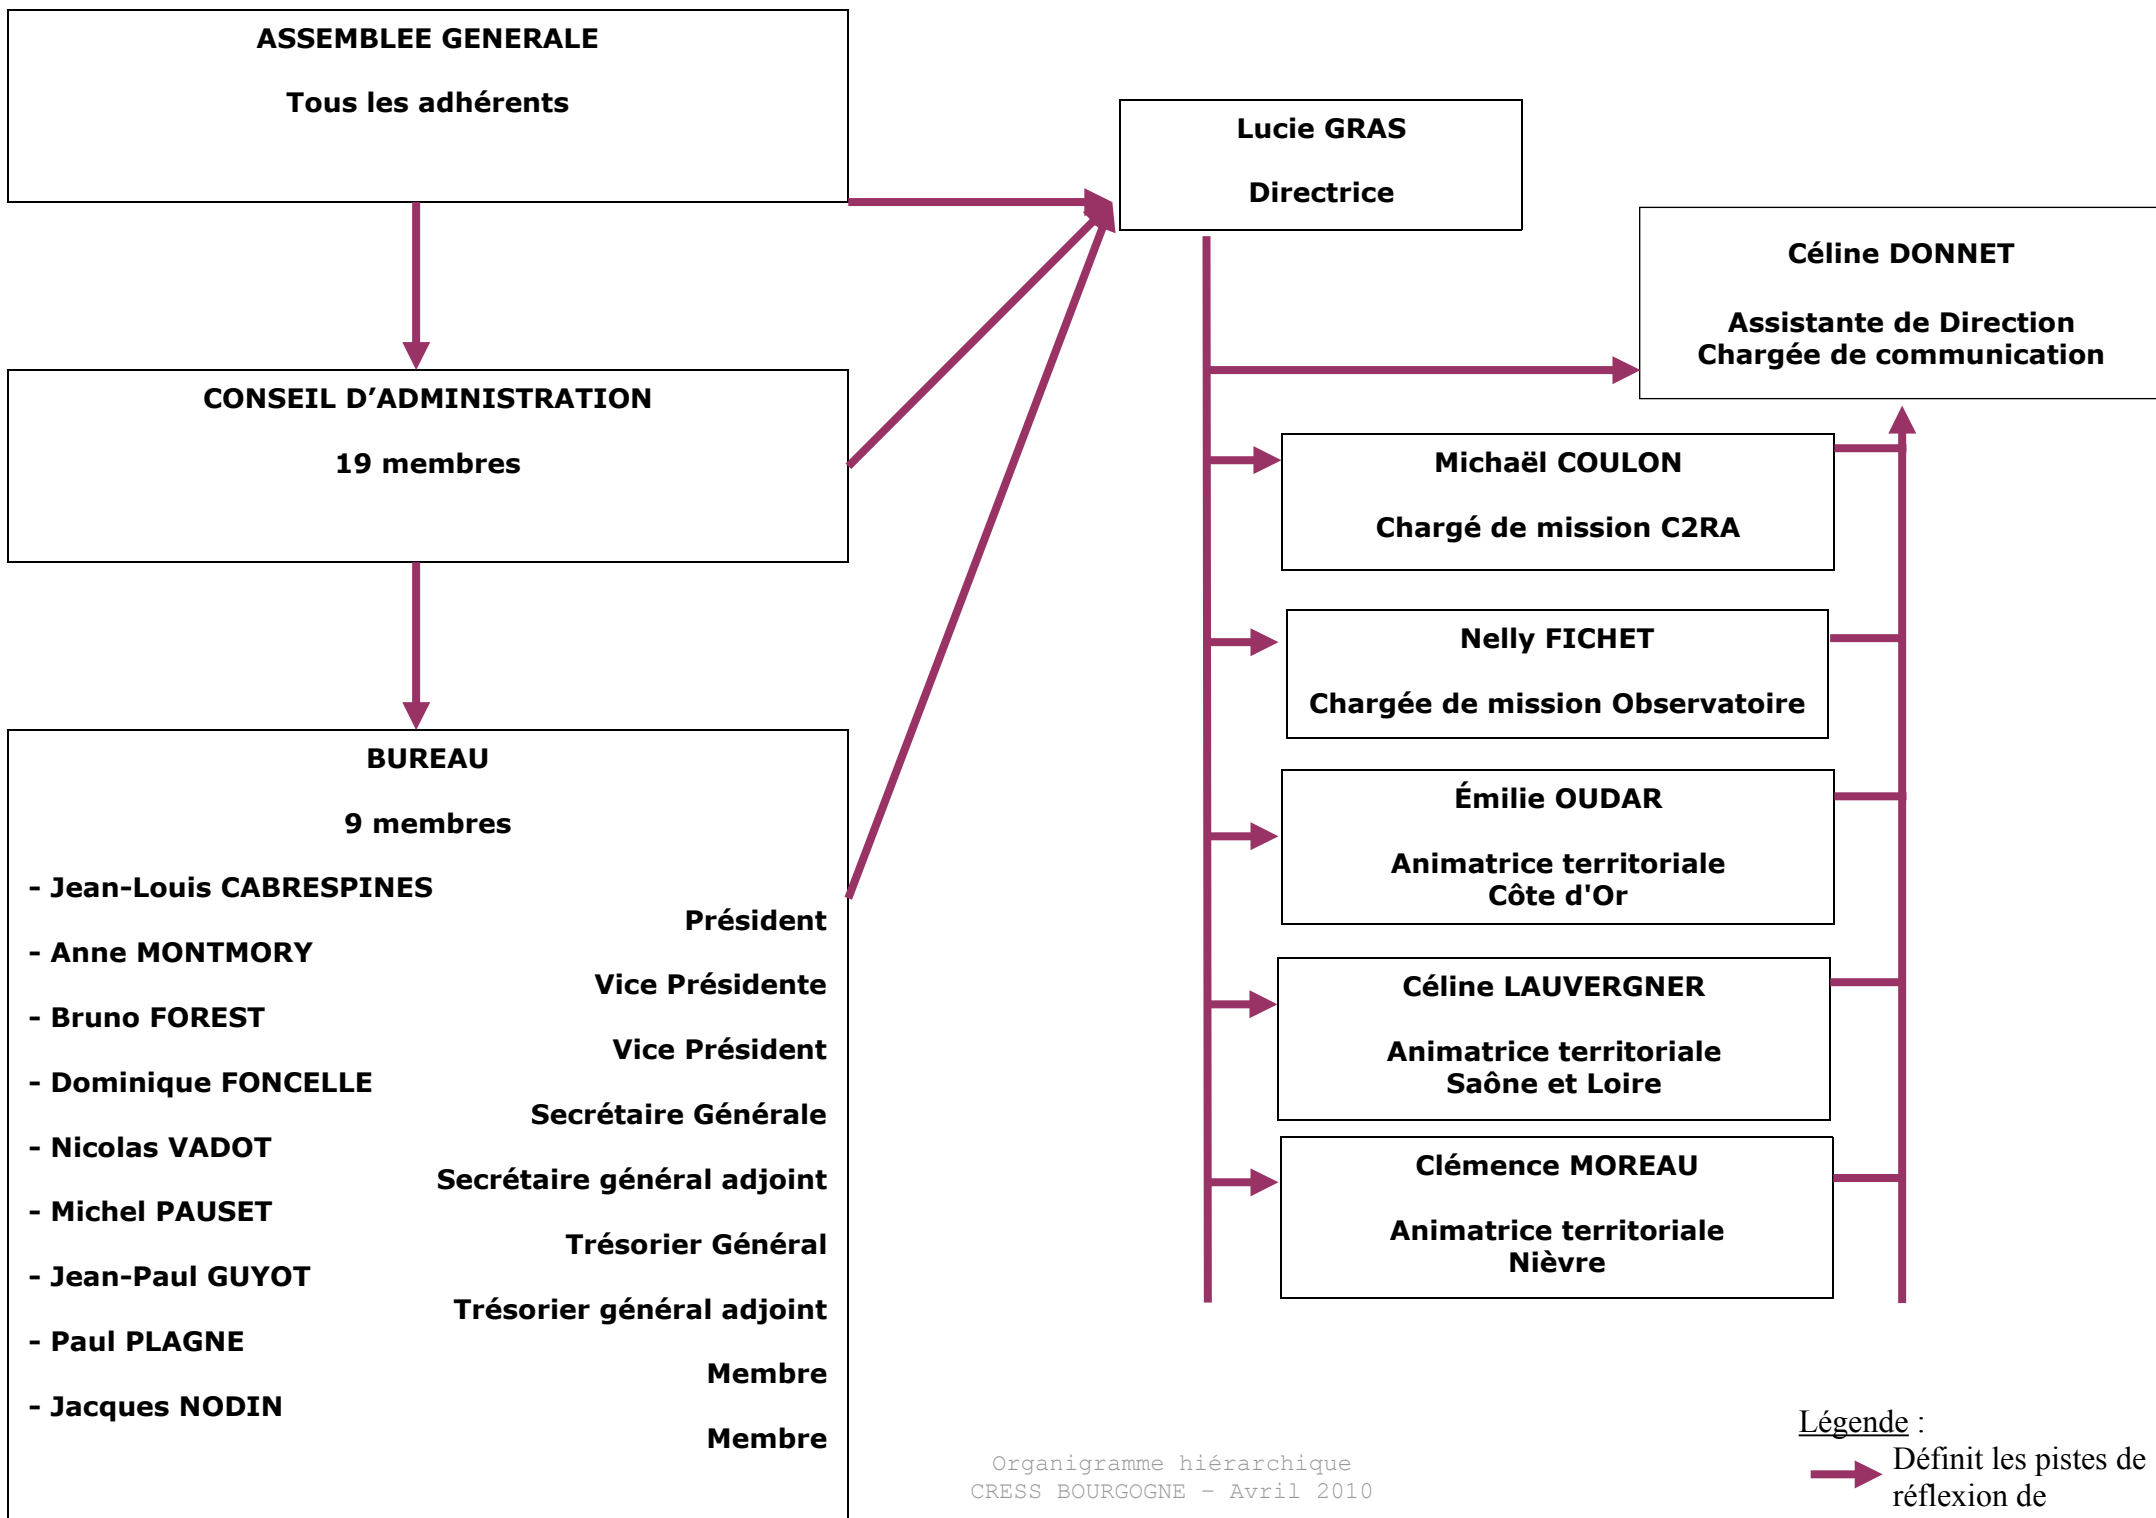 ASSEMBLEE GENERALE
Tous les adhérents
CONSEIL D’ADMINISTRATION
19 membres
BUREAU
9 membres
- Jean-Louis CABRESPINES
Président
- Anne MONTMORY
Vice Présidente
- Bruno FOREST
Vice Président
- Dominique FONCELLE
Secrétaire Générale
- Nicolas VADOT
Secrétaire général adjoint
- Michel PAUSET
Trésorier Général
- Jean-Paul GUYOT
Trésorier général adjoint
- Paul PLAGNE
Membre
- Jacques NODIN
Membre
Lucie GRAS
Directrice
Céline DONNET
Assistante de Direction
Chargée de communication
Michaël COULON
Chargé de mission C2RA
Nelly FICHET
Chargée de mission Observatoire
Émilie OUDAR
Animatrice territoriale
Côte d'Or
Céline LAUVERGNER
Animatrice territoriale
Saône et Loire
Clémence MOREAU
Animatrice territoriale
Nièvre
Organigramme hiérarchique
CRESS BOURGOGNE – Avril 2010
Légende :
Définit les pistes de
réflexion de